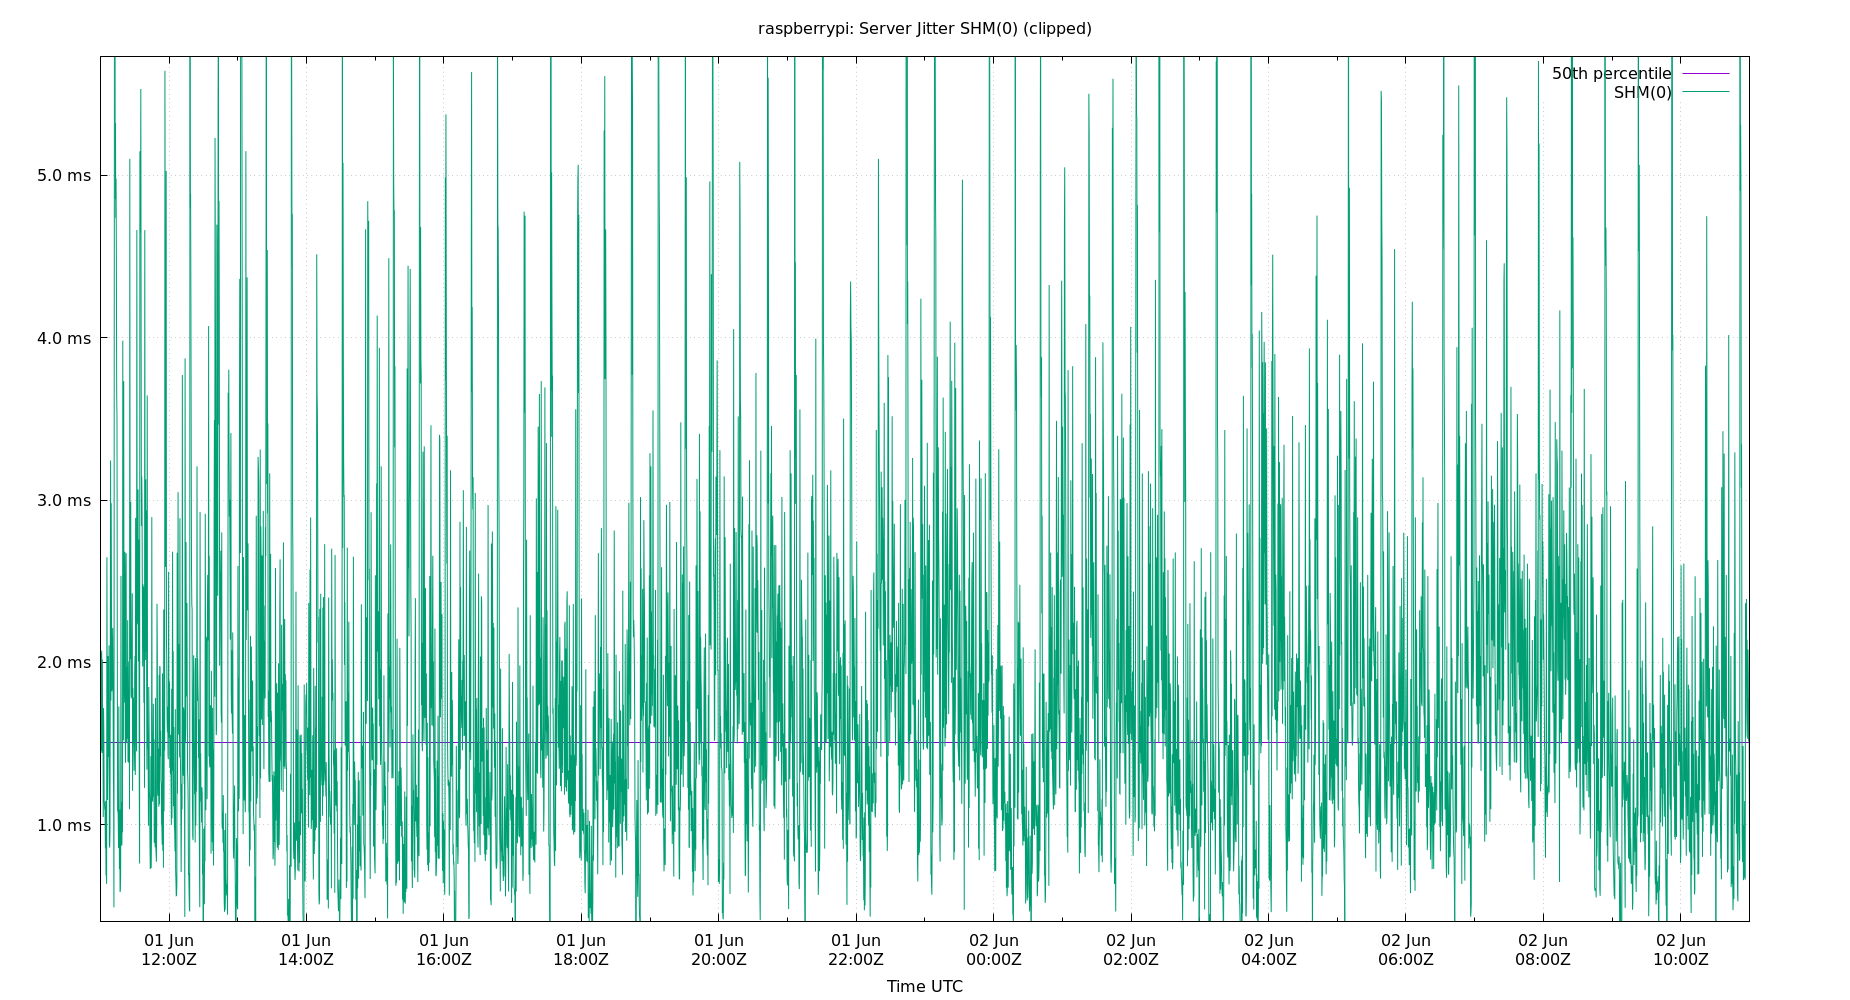 raspberrypi: Server Jitter SHM(0) (clipped)
50th percentile
SHM(0)
5.0 ms
4.0 ms
3.0 ms
2.0 ms
1.0 ms
01 Jun 01 Jun 01 Jun 01 Jun 01 Jun 01 Jun 02 Jun 02 Jun 02 Jun 02 Jun 02 Jun 02 Jun
12:00Z 14:00Z 16:00Z 18:00Z 20:00Z 22:00Z 00:00Z 02:00Z 04:00Z 06:00Z 08:00Z 10:00Z
Time UTC